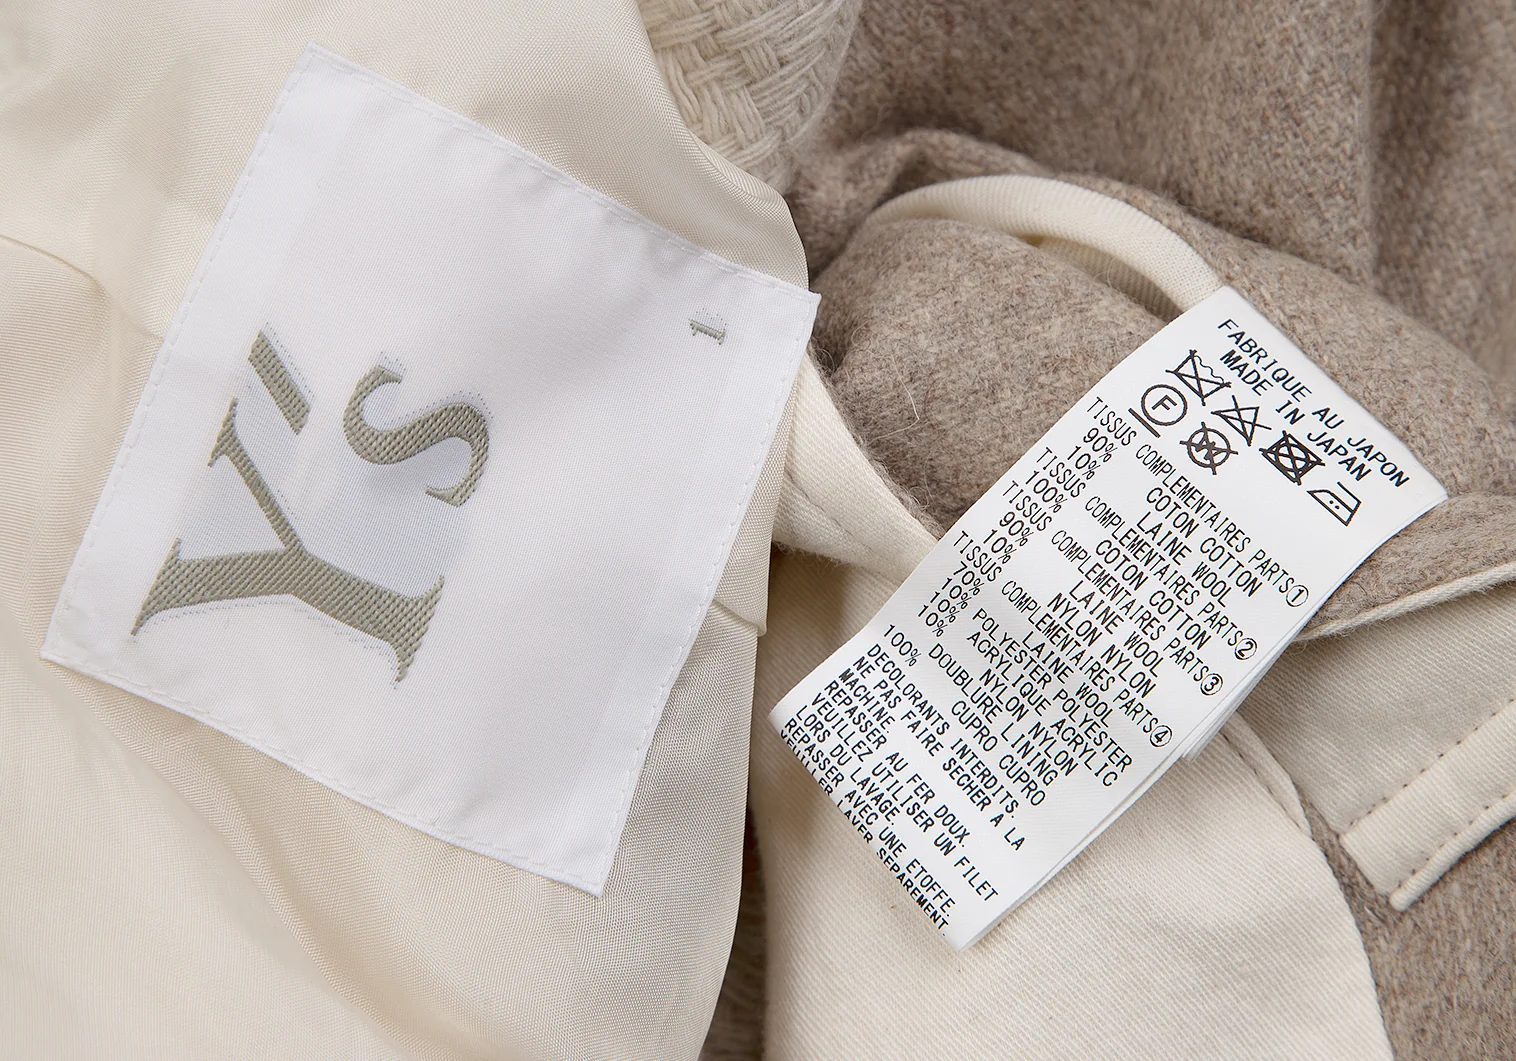 Y's
1
FABRIQUE AU JAPON
MADE IN JAPAN
F W
TISSUS COMPLEMENTAIRES PARTS①
90% COTON COTTON
10% LAINE WOOL
TISSUS COMPLEMENTAIRES PARTS②
100% COTON COTTON
TISSUS COMPLEMENTAIRES PARTS③
90% LAINE WOOL
10% NYLON NYLON
TISSUS COMPLEMENTAIRES PARTS④
70% LAINE WOOL
10% POLYESTER POLYESTER
10% ACRYLIQUE ACRYLIC
10% NYLON NYLON
DOUBLURE LINING
100% CUPRO CUPRO
DECOLORANTS INTERDITS.
NE PAS FAIRE SECHER A LA
MACHINE.
REPASSER AU FER DOUX.
VEUILLEZ UTILISER UN FILET
LORS DU LAVAGE.
REPASSER AVEC UNE ETOFFE.
LAVER SEPAREMENT.